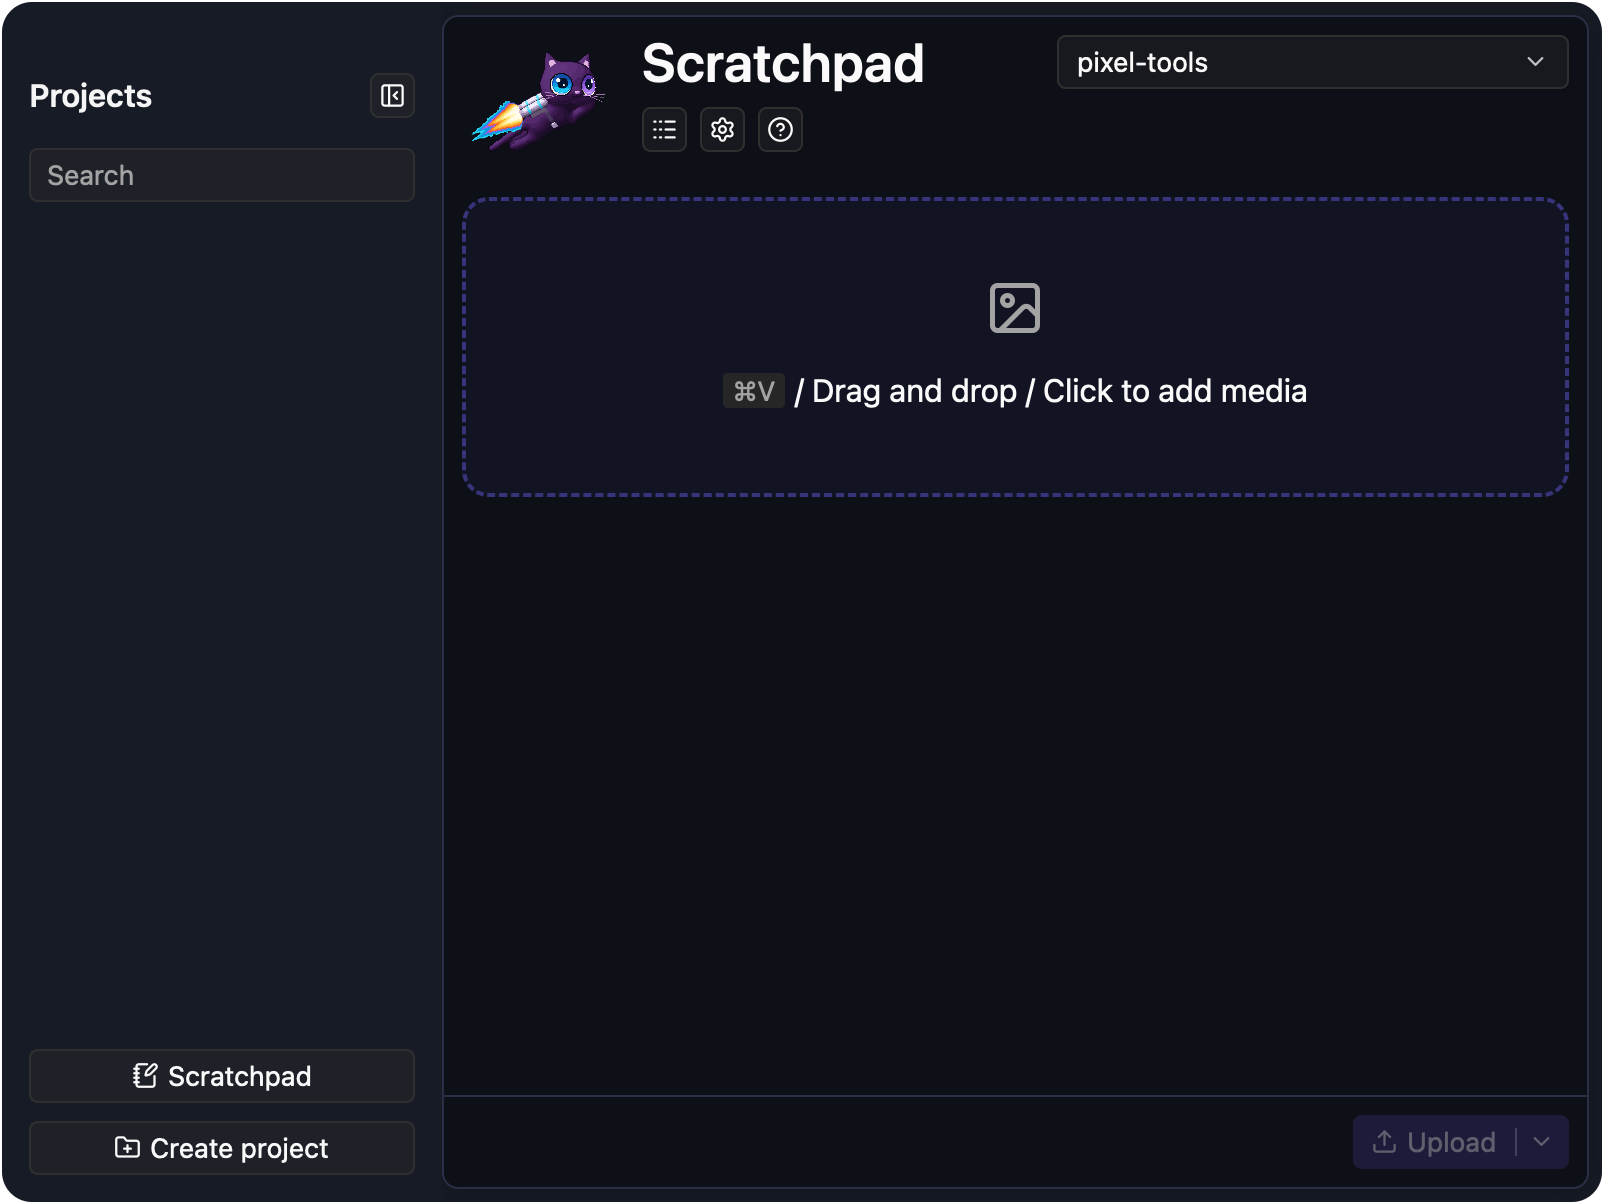 Projects
Search
Scratchpad
Create project
Scratchpad
pixel-tools
⌘V / Drag and drop / Click to add media
Upload